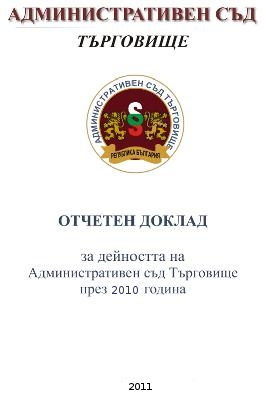 АДМИНИСТРАТИВЕН СЪД
ТЪРГОВИЩЕ
АДМИНИСТРАТИВЕН СЪД ТЪРГОВИЩЕ
РЕПУБЛИКА БЪЛГАРИЯ
ОТЧЕТЕН ДОКЛАД
за дейността на
Административен съд Търговище
през 2010 година
2011